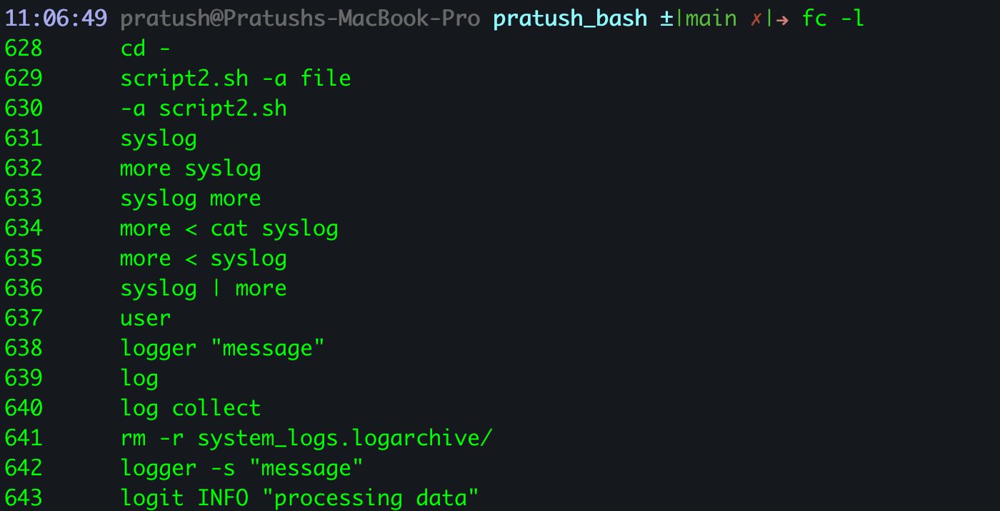 11:06:49 pratush@Pratushs-MacBook-Pro pratush_bash ±|main ✗|→ fc -l
628 cd -
629 script2.sh -a file
630 -a script2.sh
631 syslog
632 more syslog
633 syslog more
634 more < cat syslog
635 more < syslog
636 syslog | more
637 user
638 logger "message"
639 log
640 log collect
641 rm -r system_logs.logarchive/
642 logger -s "message"
643 logit INFO "processing data"